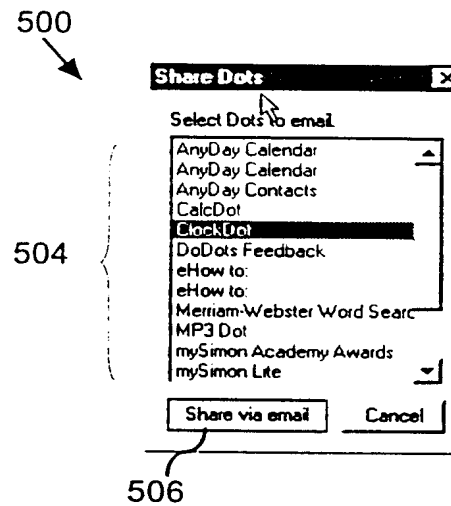 500
Share Dots
Select Dots to email
AnyDay Calendar
AnyDay Calendar
AnyDay Contacts
CalcDot
ClockDot
DoDots Feedback
eHow to:
eHow to:
Merriam-Webster Word Searc
MP3 Dot
mySimon Academy Awards
mySimon Lite
504
Share via email Cancel
506